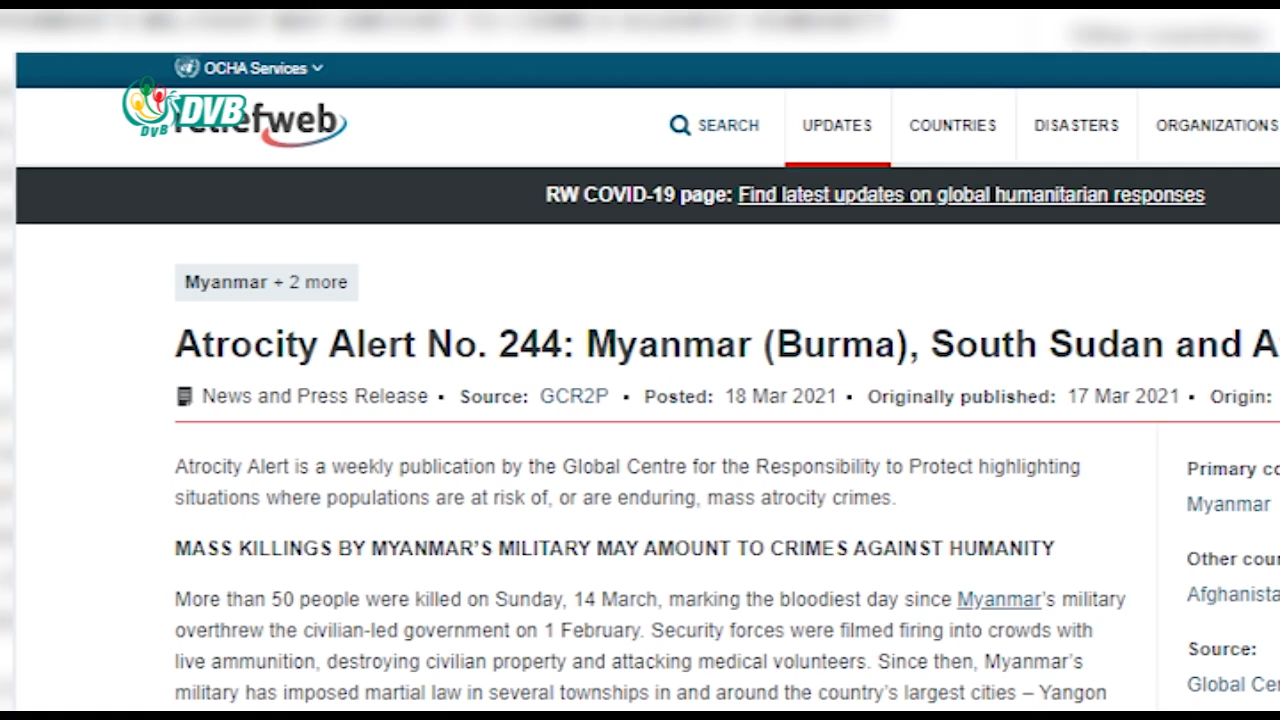 OCHA Services
DVB
DVB
reliefweb
SEARCH
UPDATES
COUNTRIES
DISASTERS
ORGANIZATIONS
RW COVID-19 page: Find latest updates on global humanitarian responses
Myanmar + 2 more
Atrocity Alert No. 244: Myanmar (Burma), South Sudan and A
News and Press Release • Source: GCR2P • Posted: 18 Mar 2021 • Originally published: 17 Mar 2021 • Origin:
Atrocity Alert is a weekly publication by the Global Centre for the Responsibility to Protect highlighting
situations where populations are at risk of, or are enduring, mass atrocity crimes.
MASS KILLINGS BY MYANMAR'S MILITARY MAY AMOUNT TO CRIMES AGAINST HUMANITY
More than 50 people were killed on Sunday, 14 March, marking the bloodiest day since Myanmar's military
overthrew the civilian-led government on 1 February. Security forces were filmed firing into crowds with
live ammunition, destroying civilian property and attacking medical volunteers. Since then, Myanmar's
military has imposed martial law in several townships in and around the country's largest cities – Yangon
Primary co
Myanmar
Other coun
Afghanista
Source:
Global Cen